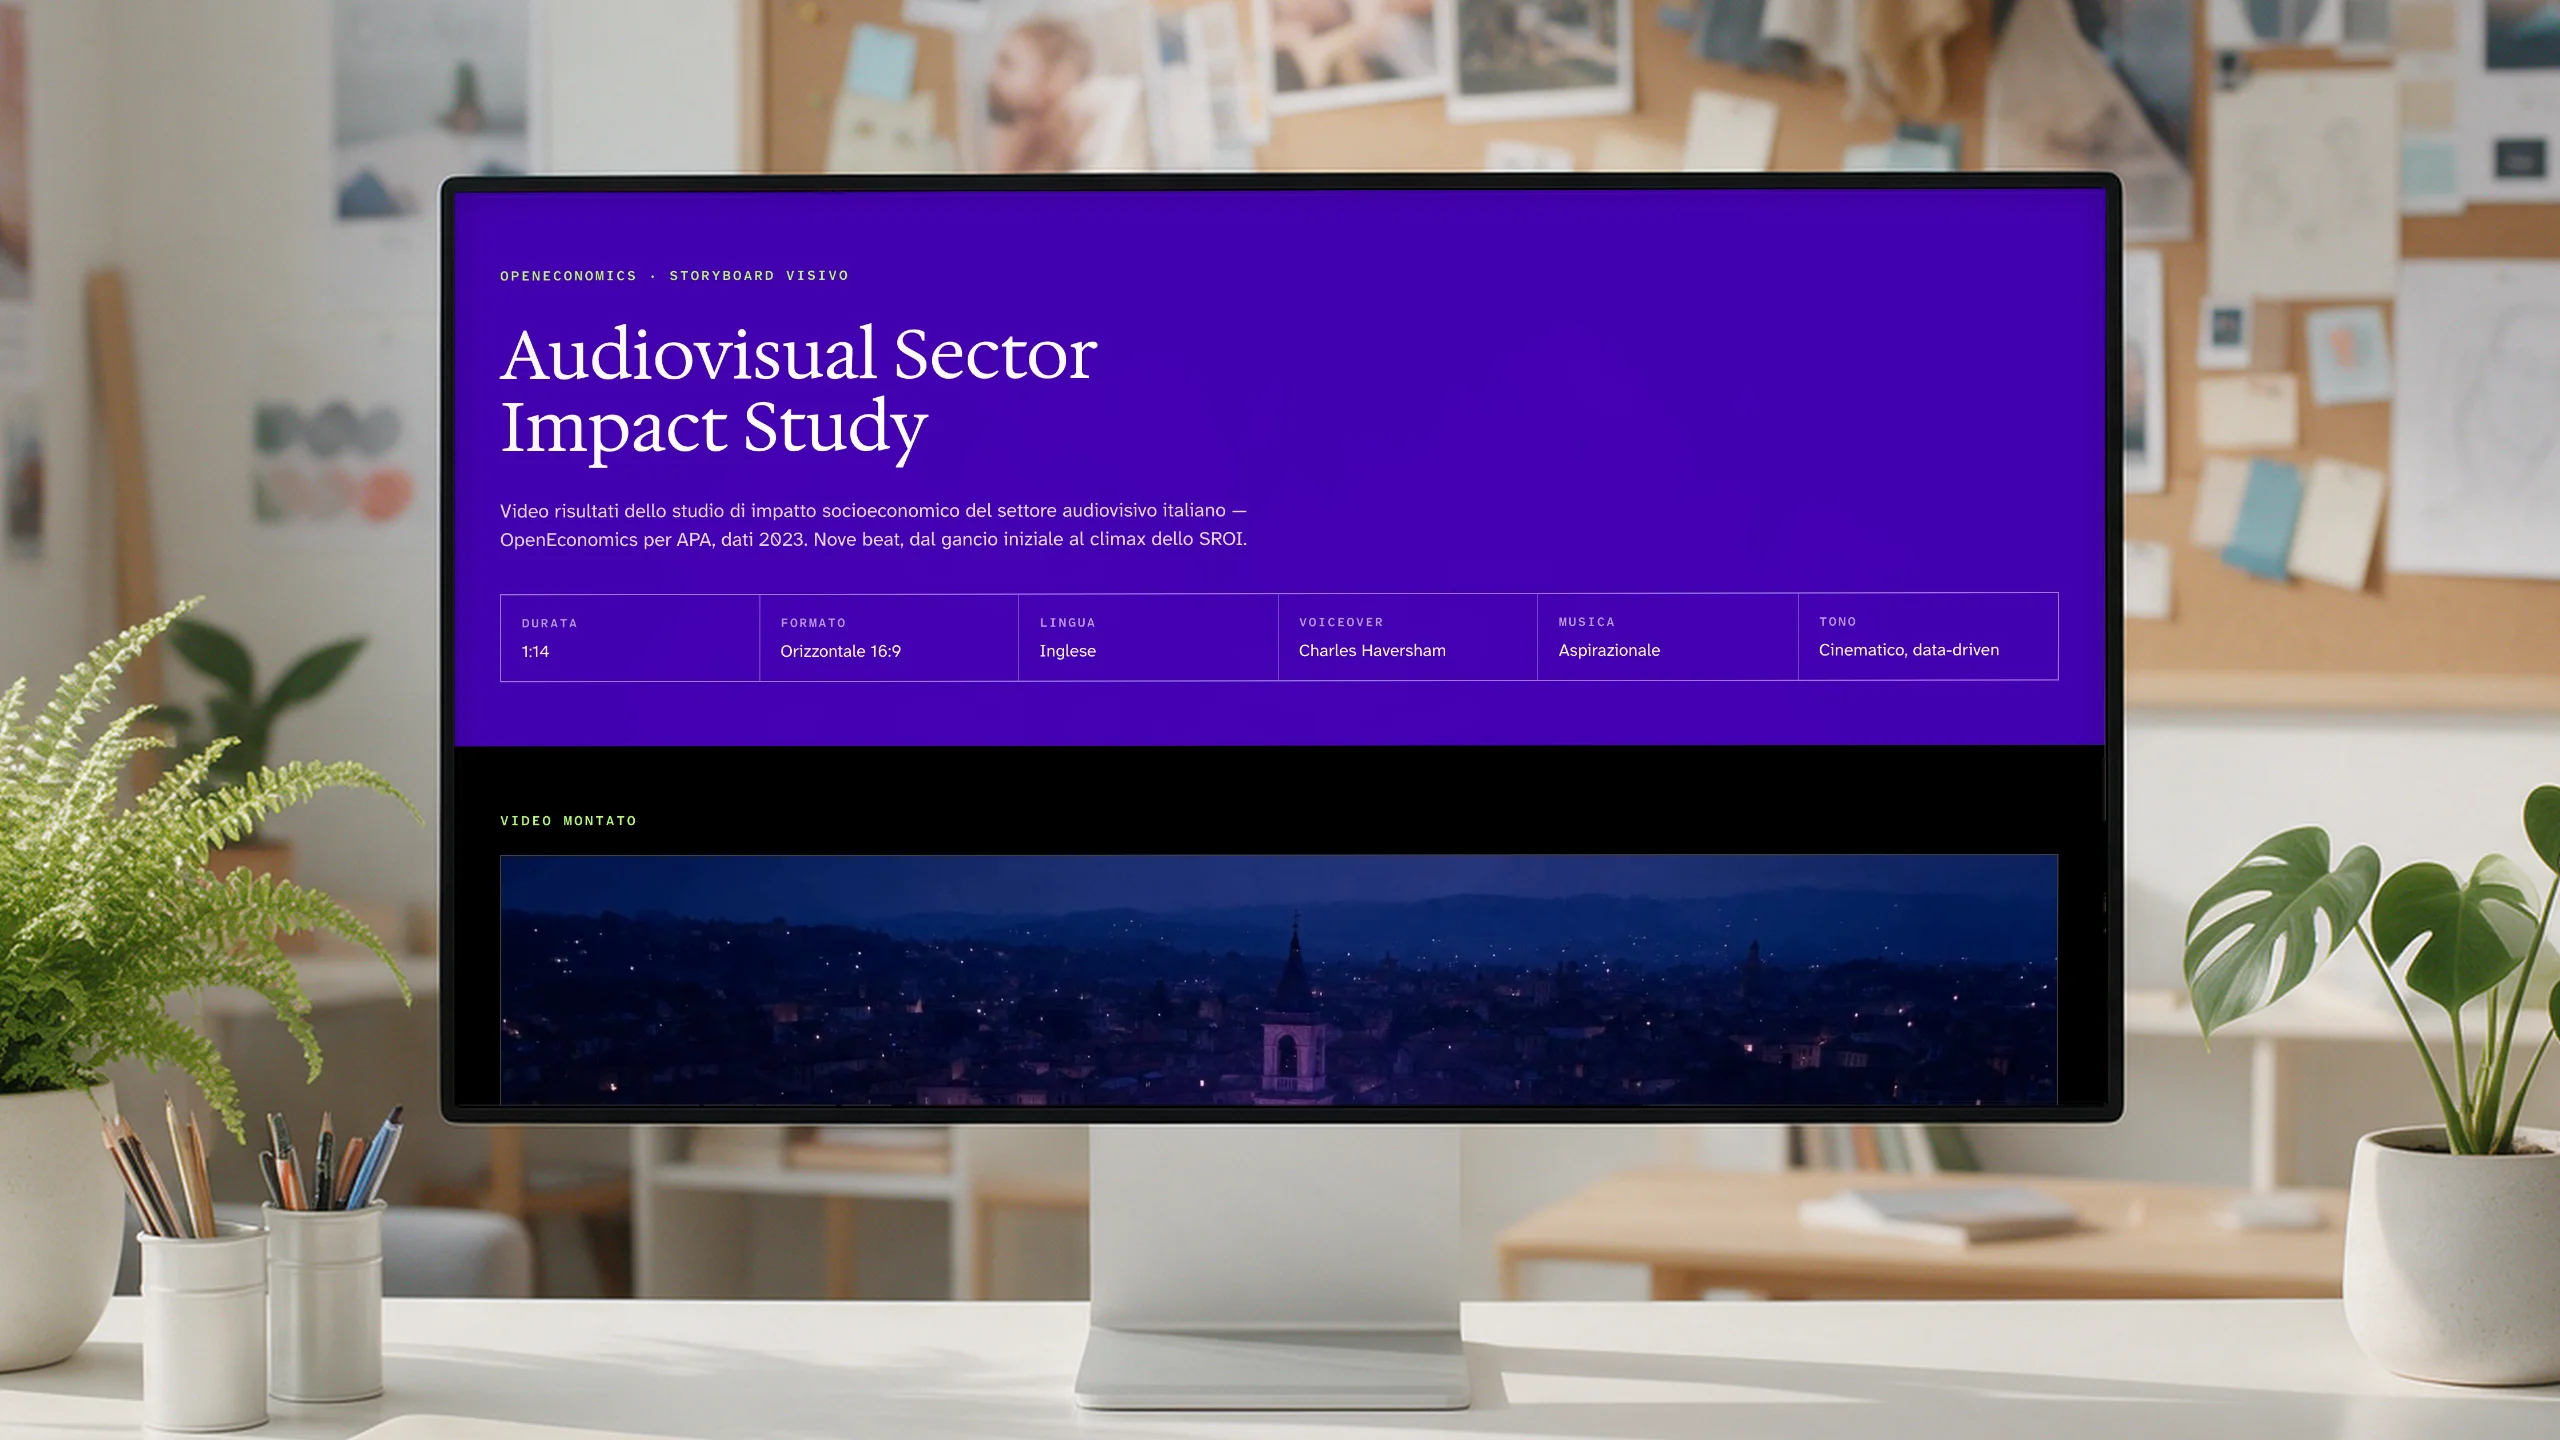 OPENECONOMICS · STORYBOARD VISIVO
Audiovisual Sector
Impact Study
Video risultati dello studio di impatto socioeconomico del settore audiovisivo italiano —
OpenEconomics per APA, dati 2023. Nove beat, dal gancio iniziale al climax dello SROI.
DURATA
1:14
FORMATO
Orizzontale 16:9
LINGUA
Inglese
VOICEOVER
Charles Haversham
MUSICA
Aspirazionale
TONO
Cinematico, data-driven
VIDEO MONTATO